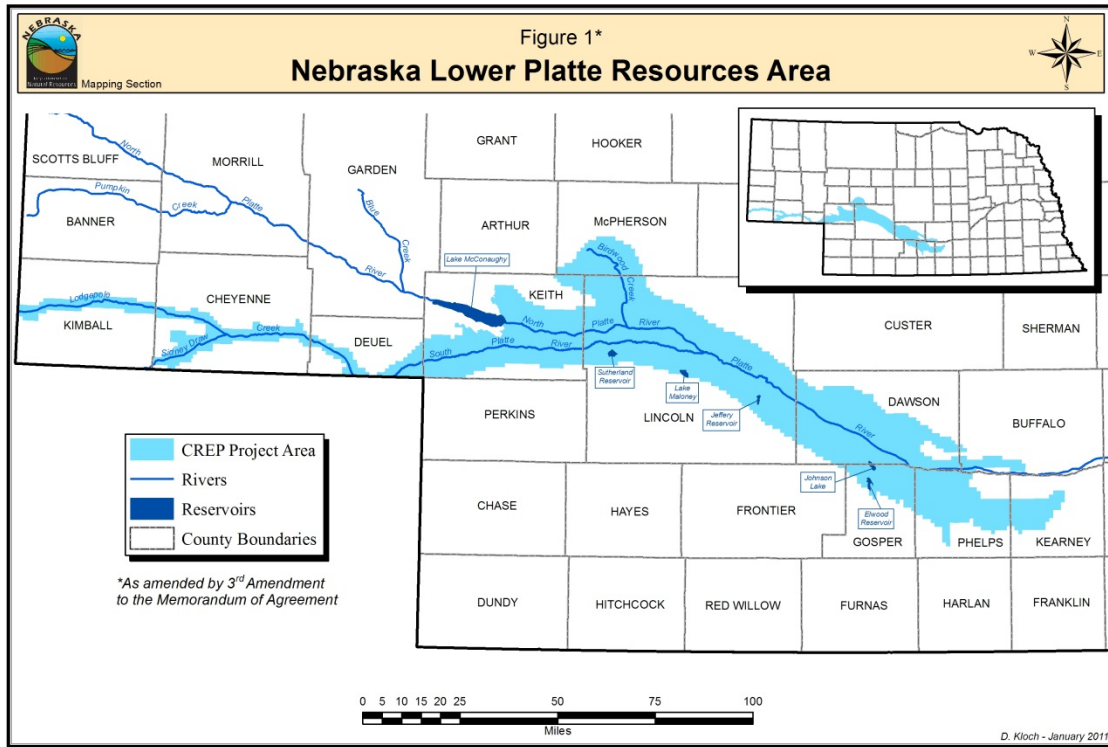 NEBRASKA
Department of
Natural Resources
Mapping Section
Figure 1*
Nebraska Lower Platte Resources Area
N
W
E
S
SCOTTS BLUFF
North
MORRILL
GARDEN
GRANT
HOOKER
Pumpkin
Creek
Platte
Blue
Creek
BANNER
ARTHUR
McPHERSON
River
Lake McConaughy
Birdwood
Creek
Lodgepole
KIMBALL
CHEYENNE
Sidney Draw
Creek
DEUEL
KEITH
North
Platte
River
South
Platte
River
CUSTER
SHERMAN
Platte
Sutherland
Reservoir
Lake
Maloney
Jeffery
Reservoir
PERKINS
LINCOLN
DAWSON
River
BUFFALO
CREP Project Area
Rivers
Reservoirs
County Boundaries
Johnson
Lake
Elwood
Reservoir
CHASE
HAYES
FRONTIER
GOSPER
PHELPS
KEARNEY
*As amended by 3rd Amendment
to the Memorandum of Agreement
DUNDY
HITCHCOCK
RED WILLOW
FURNAS
HARLAN
FRANKLIN
0 5 10 15 20 25 50 75 100
Miles
D. Kloch - January 2011